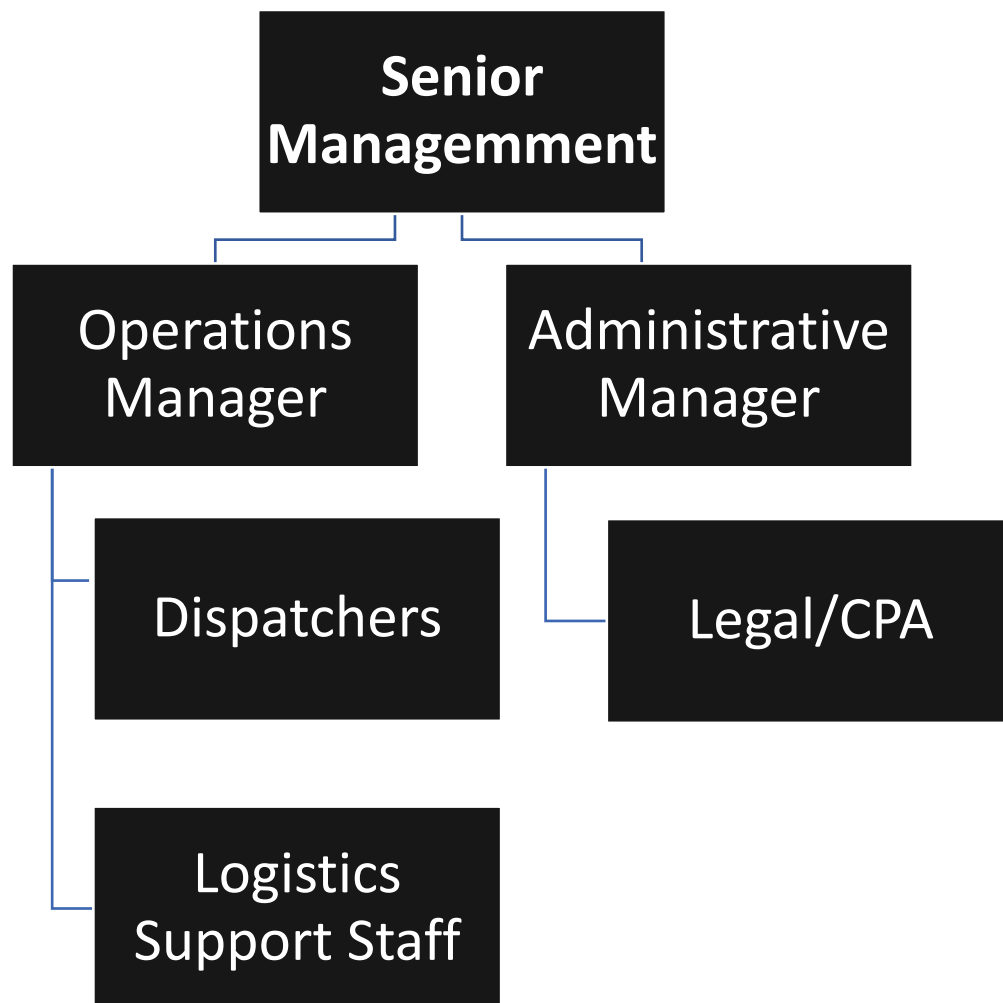 Senior
Managemment
Operations
Manager
Administrative
Manager
Dispatchers
Legal/CPA
Logistics
Support Staff